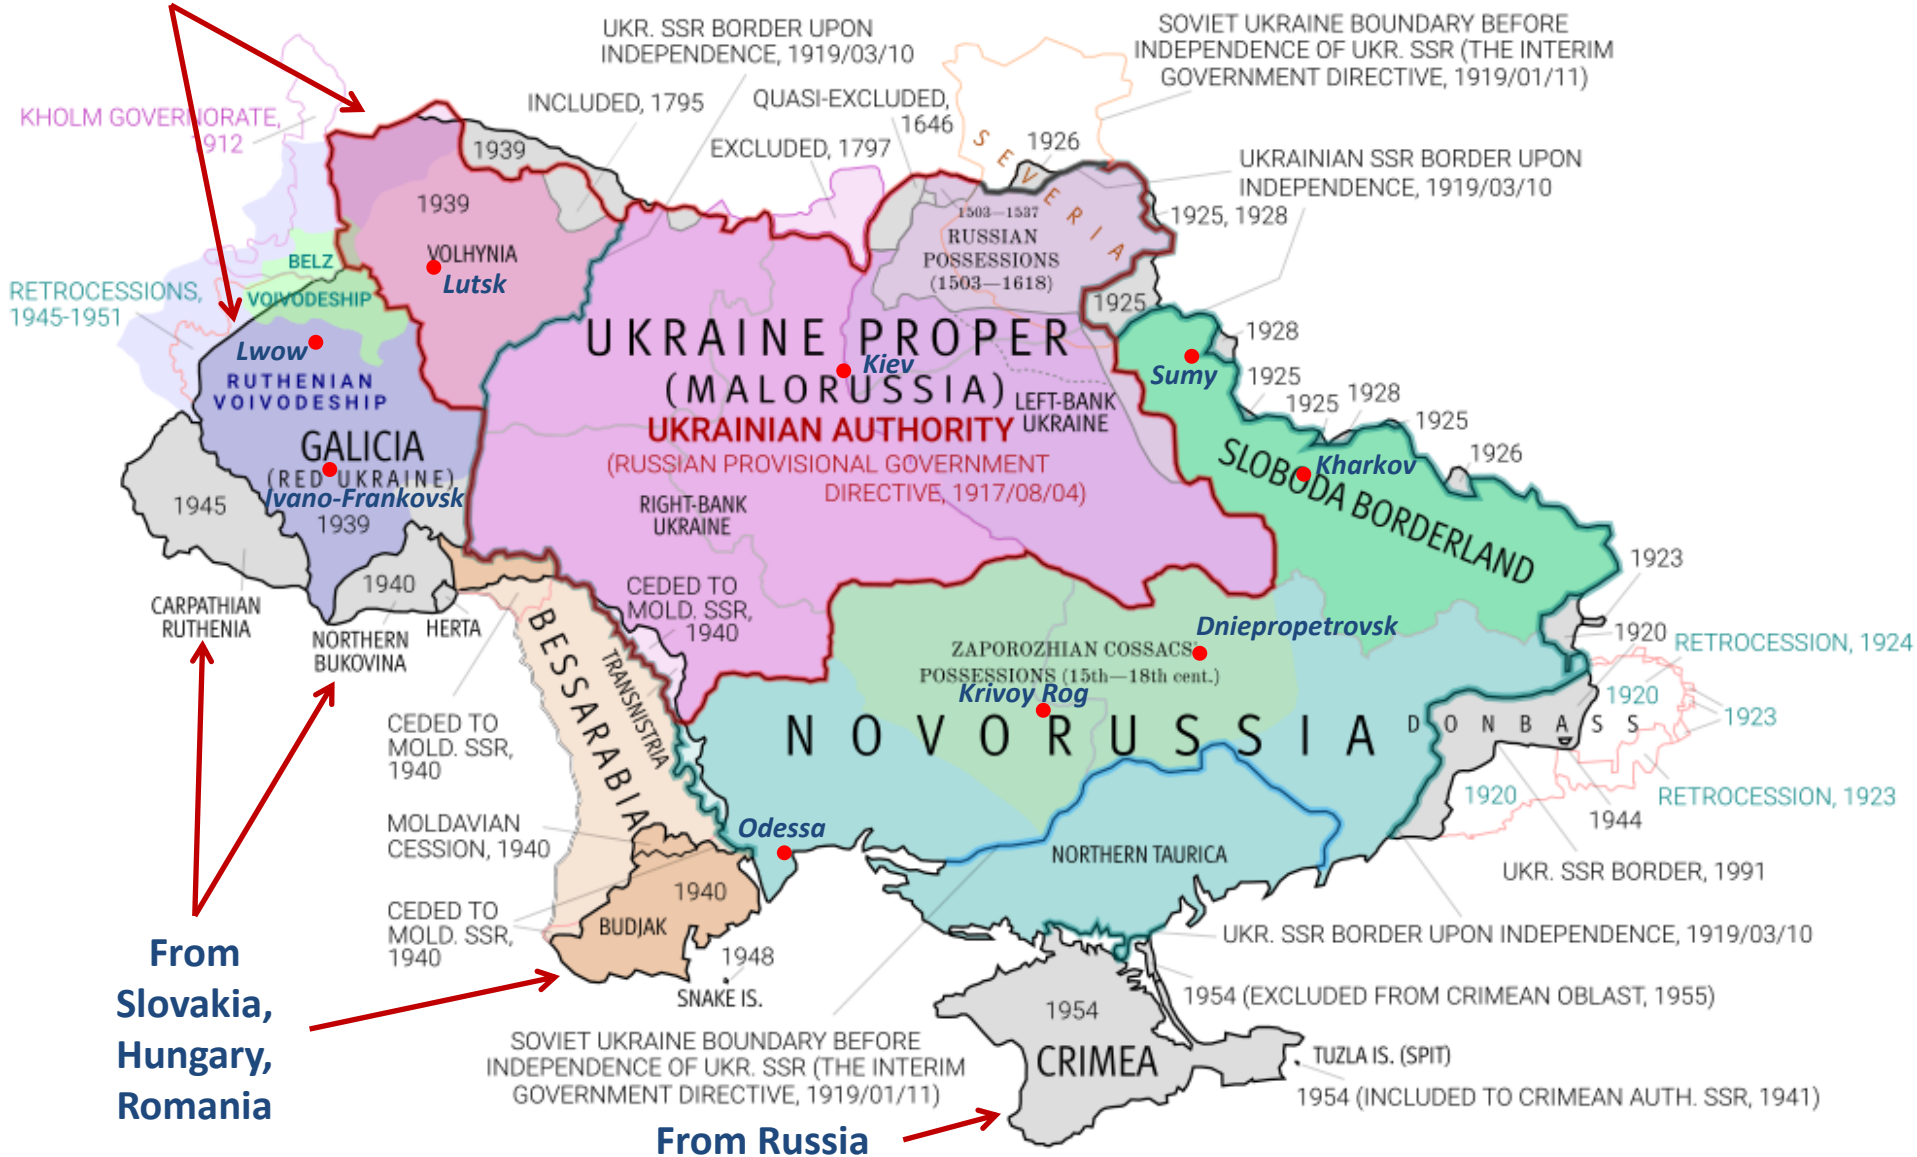 UKR. SSR BORDER UPON
INDEPENDENCE, 1919/03/10
SOVIET UKRAINE BOUNDARY BEFORE
INDEPENDENCE OF UKR. SSR (THE INTERIM
GOVERNMENT DIRECTIVE, 1919/01/11)
KHOLM GOVERNORATE,
912
INCLUDED, 1795
QUASI-EXCLUDED,
1646
EXCLUDED, 1797
1939
SEVERIA
1926
UKRAINIAN SSR BORDER UPON
INDEPENDENCE, 1919/03/10
1925, 1928
1939
VOLHYNIA
Lutsk
1503—1537
RUSSIAN
POSSESSIONS
(1503—1618)
1925
BELZ
VOIVODESHIP
RETROCESSIONS,
1945-1951
Lwow
RUTHENIAN
VOIVODESHIP
GALICIA
(RED UKRAINE)
Ivano-Frankovsk
1939
UKRAINE PROPER
(MALORUSSIA)
Kiev
UKRAINIAN AUTHORITY
(RUSSIAN PROVISIONAL GOVERNMENT
DIRECTIVE, 1917/08/04)
LEFT-BANK
UKRAINE
RIGHT-BANK
UKRAINE
Sumy
1928
1925
1925
1928
1925
1926
SLOBODA BORDERLAND
Kharkov
1923
1945
1940
CARPATHIAN
RUTHENIA
NORTHERN
BUKOVINA
HERTA
CEDED TO
MOLD. SSR,
1940
BESSARABIA
TRANSNISTRIA
ZAPOROZHIAN COSSACS'
POSSESSIONS (15th—18th cent.)
Dniepropetrovsk
Krivoy Rog
NOVORUSSIA
1920
RETROCESSION, 1924
1920
1923
DONBASS
CEDED TO
MOLD. SSR,
1940
1920
RETROCESSION, 1923
1944
MOLDAVIAN
CESSION, 1940
Odessa
NORTHERN TAURICA
UKR. SSR BORDER, 1991
1940
BUDJAK
CEDED TO
MOLD. SSR,
1940
1948
SNAKE IS.
UKR. SSR BORDER UPON INDEPENDENCE, 1919/03/10
From
Slovakia,
Hungary,
Romania
1954 (EXCLUDED FROM CRIMEAN OBLAST, 1955)
1954
CRIMEA
TUZLA IS. (SPIT)
1954 (INCLUDED TO CRIMEAN AUTH. SSR, 1941)
SOVIET UKRAINE BOUNDARY BEFORE
INDEPENDENCE OF UKR. SSR (THE INTERIM
GOVERNMENT DIRECTIVE, 1919/01/11)
From Russia